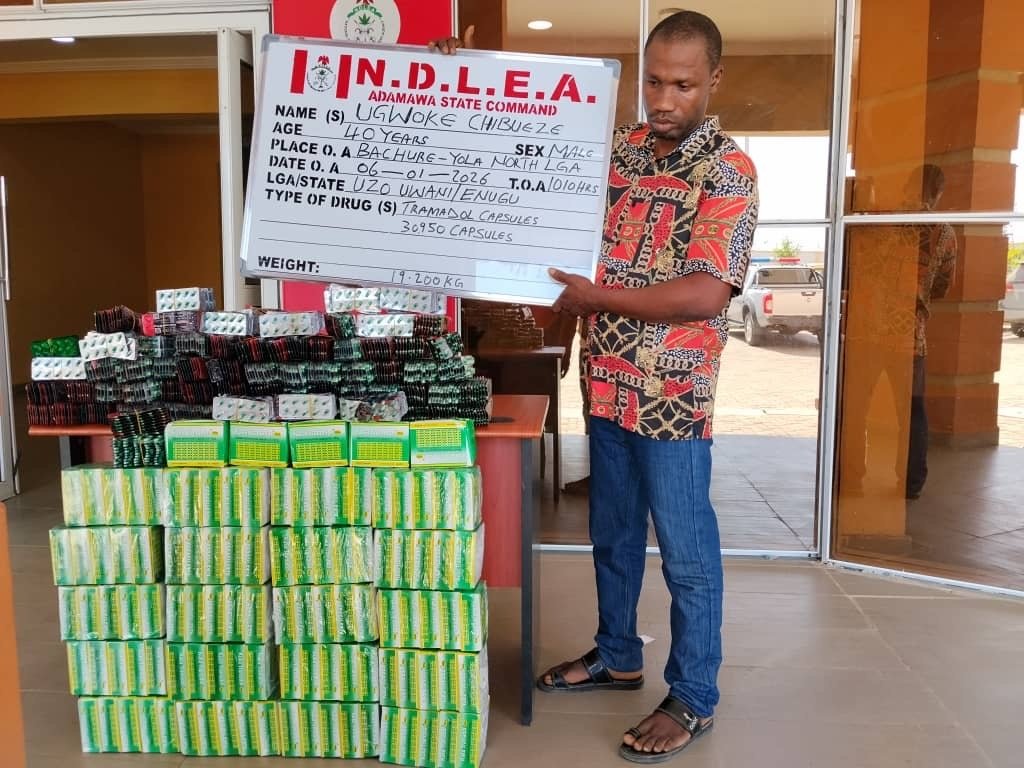 N.D.L.E.A.
ADAMAWA STATE COMMAND
NAME (S) UGWOKE CHIBUEZE
AGE 40 YEARS SEX MALE
PLACE O. A BACHURE-YOLA NORTH LGA
DATE O. A 06-01-2026 T.O.A 1010HRS
LGA/STATE UZO UWANI/ENUGU
TYPE OF DRUG (S) TRAMADOL CAPSULES
30950 CAPSULES
WEIGHT: 19.200KG